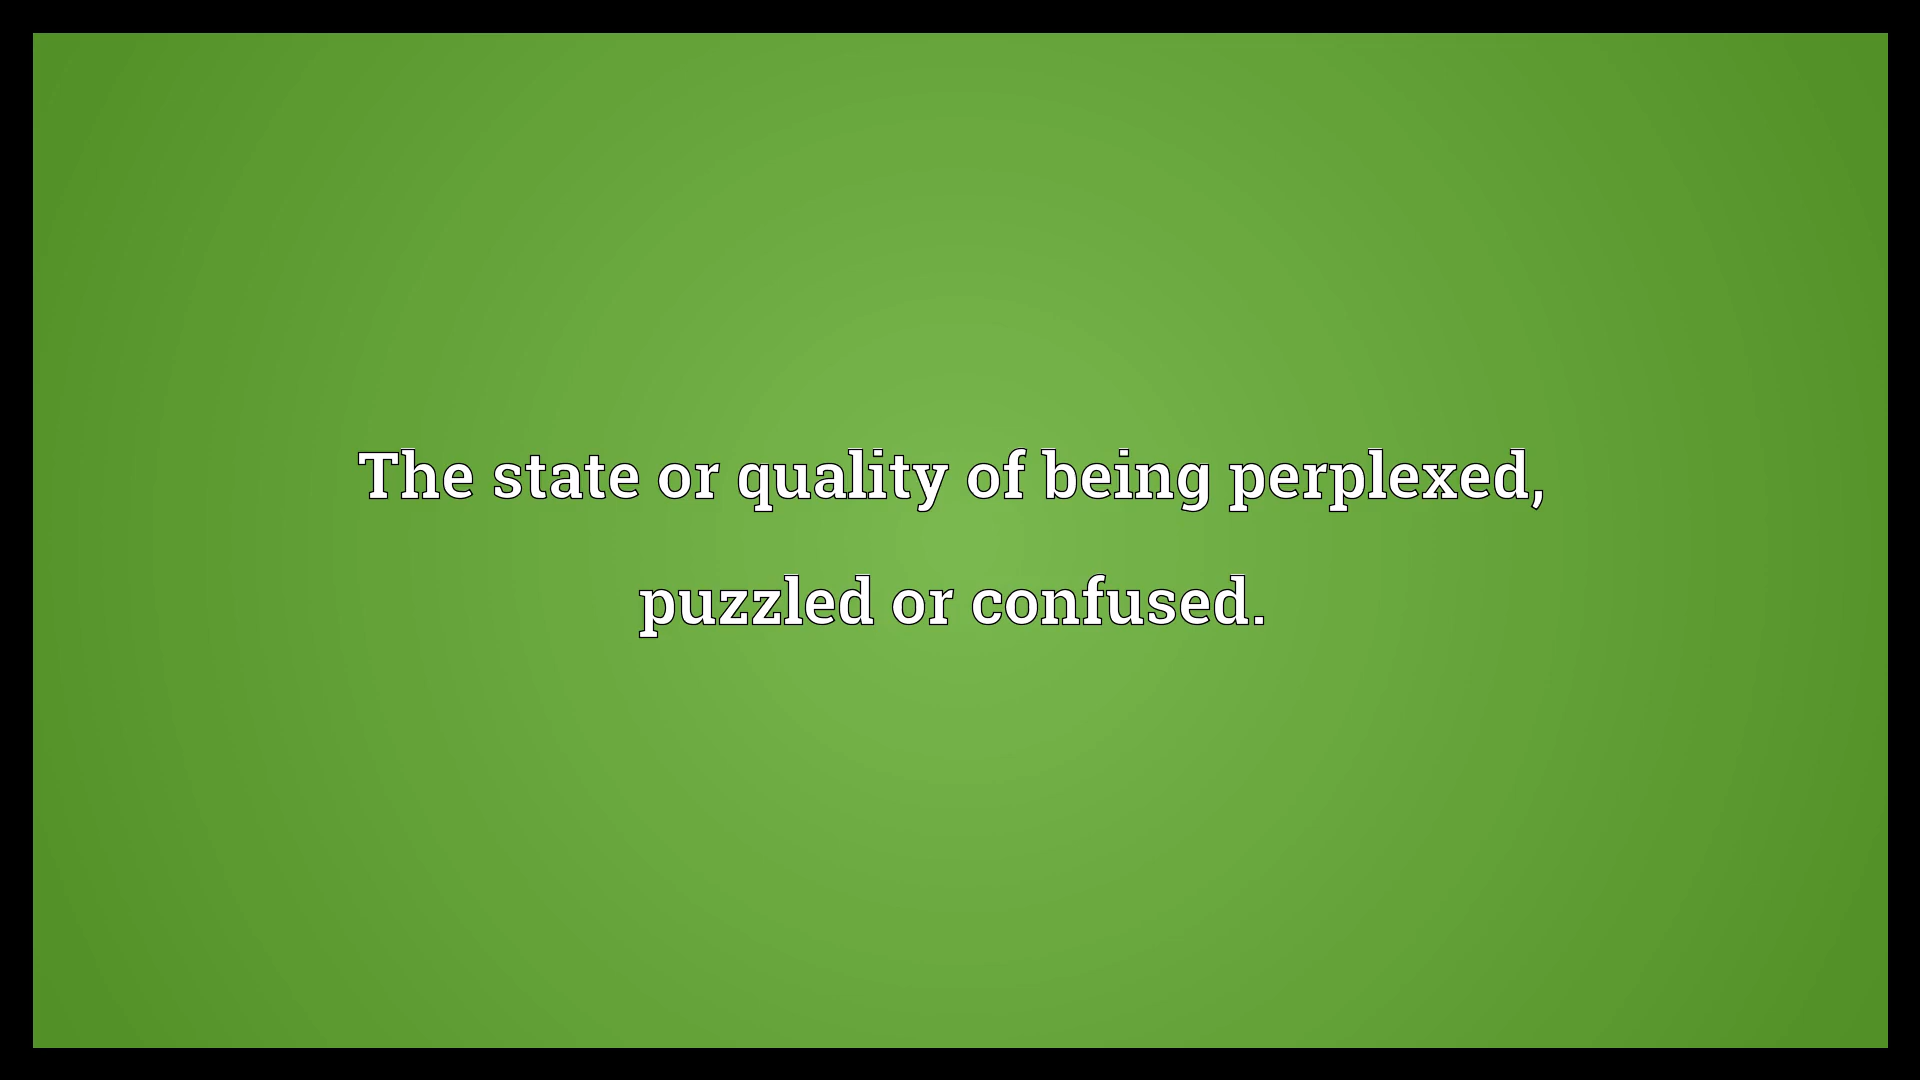 The state or quality of being perplexed,
puzzled or confused.